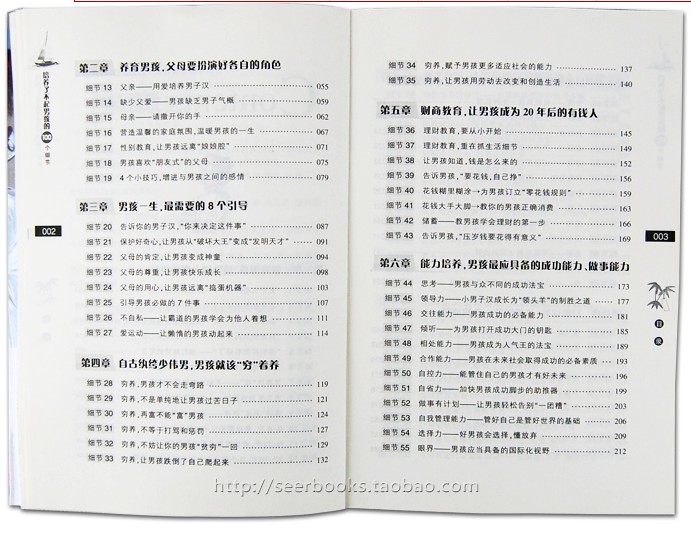 培养了不起男孩的100个细节
002
第二章 养育男孩，父母要扮演好各自的角色
细节 13 父亲——用爱培养男子汉 055
细节 14 缺少父爱——男孩缺乏男子气概 059
细节 15 母亲——请撒开你的手 062
细节 16 营造温馨的家庭氛围，温暖男孩的一生 067
细节 17 性别教育，让男孩远离“娘娘腔” 071
细节 18 男孩喜欢“朋友式”的父母 075
细节 19 4 个小技巧，增进与男孩之间的感情 079
第三章 男孩一生，最需要的 8 个引导
细节 20 告诉你的男子汉，“你来决定这件事” 087
细节 21 保护好奇心，让男孩从“破坏大王”变成“发明天才” 091
细节 22 父母的肯定，让男孩变成神童 094
细节 23 父母的尊重，让男孩快乐成长 098
细节 24 父母的用心，让男孩远离“捣蛋机器” 103
细节 25 引导男孩必做的 7 件事 107
细节 26 不自私——让霸道的男孩学会为他人着想 111
细节 27 爱运动——让懒惰的男孩动起来 114
第四章 自古纨绔少伟男，男孩就该“穷”着养
细节 28 穷养，男孩才不会走弯路 119
细节 29 穷养，不是单纯地让男孩过苦日子 121
细节 30 穷养，再富不能“富”男孩 124
细节 31 穷养，不等于打骂和惩罚 127
细节 32 穷养，不妨让你的男孩“贫穷”一回 129
细节 33 穷养，让男孩跌倒了自己爬起来 132
细节 34 穷养，赋予男孩更多适应社会的能力 137
细节 35 穷养，让男孩用劳动去改变和创造生活 140
第五章 财商教育，让男孩成为 20 年后的有钱人
细节 36 理财教育，要从小开始 145
细节 37 理财教育，重在抓生活细节 149
细节 38 让男孩知道，钱是怎么来的 152
细节 39 告诉男孩，“要花钱，自己挣” 156
细节 40 花钱糊里糊涂→为男孩订立“零花钱规则” 159
细节 41 花钱大手大脚→教你的男孩正确消费 163
细节 42 储蓄——教男孩学会理财的第一步 166
细节 43 告诉男孩，“压岁钱要花得有意义” 169
第六章 能力培养，男孩最应具备的成功能力、做事能力
细节 44 思考——男孩与众不同的成功法宝 173
细节 45 领导力——小男子汉成长为“领头羊”的制胜之道 177
细节 46 交往能力——男孩成功的必备能力 181
细节 47 倾听——为男孩打开成功大门的钥匙 185
细节 48 相处能力——男孩成为人气王的法宝 189
细节 49 合作能力——男孩在未来社会取得成功的必备素质 193
细节 50 自控力——能管住自己的男孩才有好未来 196
细节 51 自省力——加快男孩成功脚步的助推器 199
细节 52 做事有计划——让男孩轻松告别“一团糟” 203
细节 53 自我管理能力——管好自己是管好世界的基础 206
细节 54 选择力——好男孩会选择，懂放弃 209
细节 55 眼界——男孩应当具备的国际化视野 212
003
目录
http://seerbooks.taobao.com